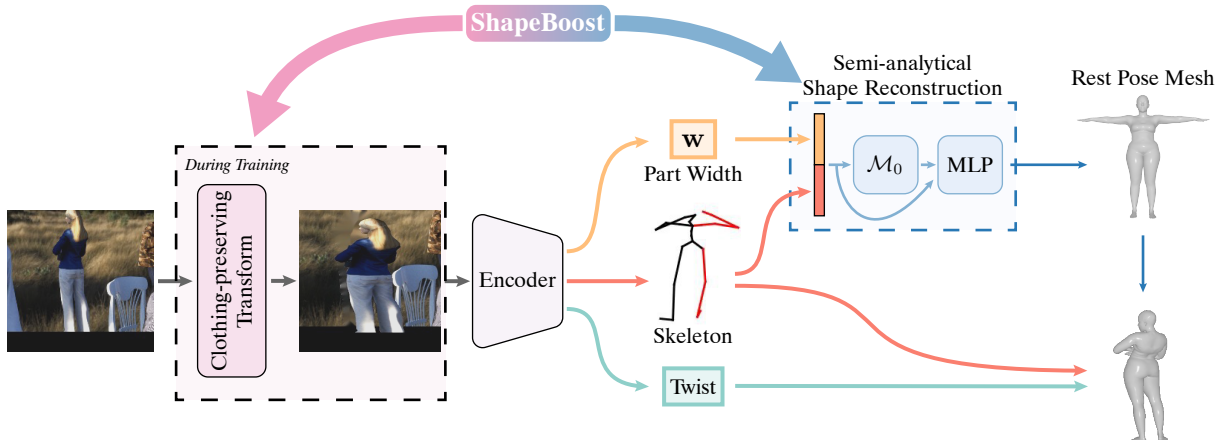 ShapeBoost
Semi-analytical
Shape Reconstruction
Rest Pose Mesh
During Training
Clothing-preserving
Transform
Encoder
w
Part Width
M₀
MLP
Skeleton
Twist